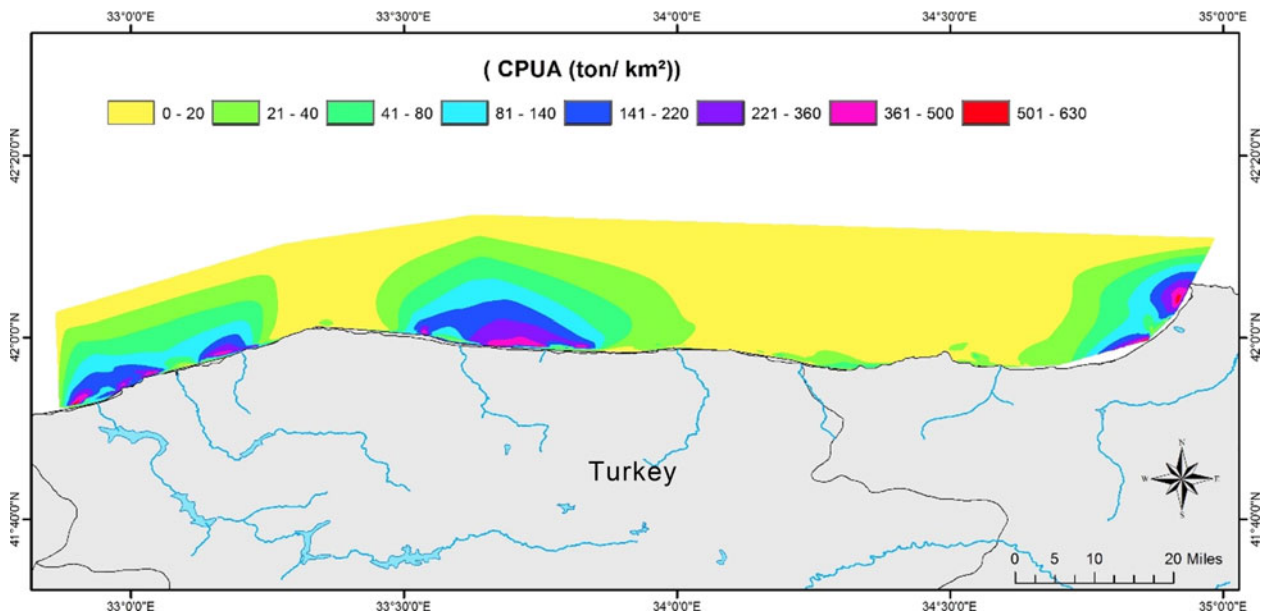 33°0'0"E 33°30'0"E 34°0'0"E 34°30'0"E 35°0'0"E
( CPUA (ton/ km²))
0 - 20 21 - 40 41 - 80 81 - 140 141 - 220 221 - 360 361 - 500 501 - 630
42°20'0"N 42°20'0"N
42°0'0"N 42°0'0"N
Turkey
N
W E
S
41°40'0"N 41°40'0"N
0 5 10 20 Miles
33°0'0"E 33°30'0"E 34°0'0"E 34°30'0"E 35°0'0"E